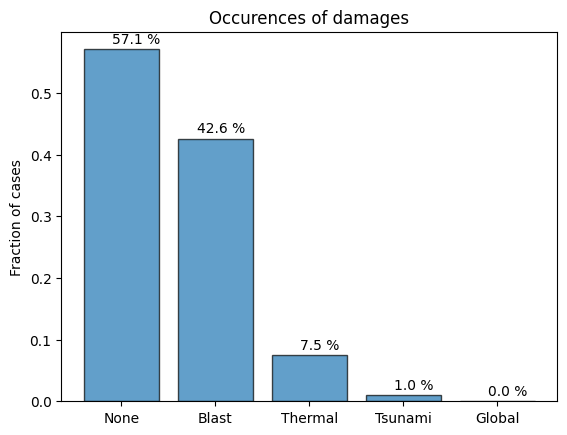 Occurences of damages
Fraction of cases
0.5
0.4
0.3
0.2
0.1
0.0
57.1 %
42.6 %
7.5 %
1.0 %
0.0 %
None
Blast
Thermal
Tsunami
Global